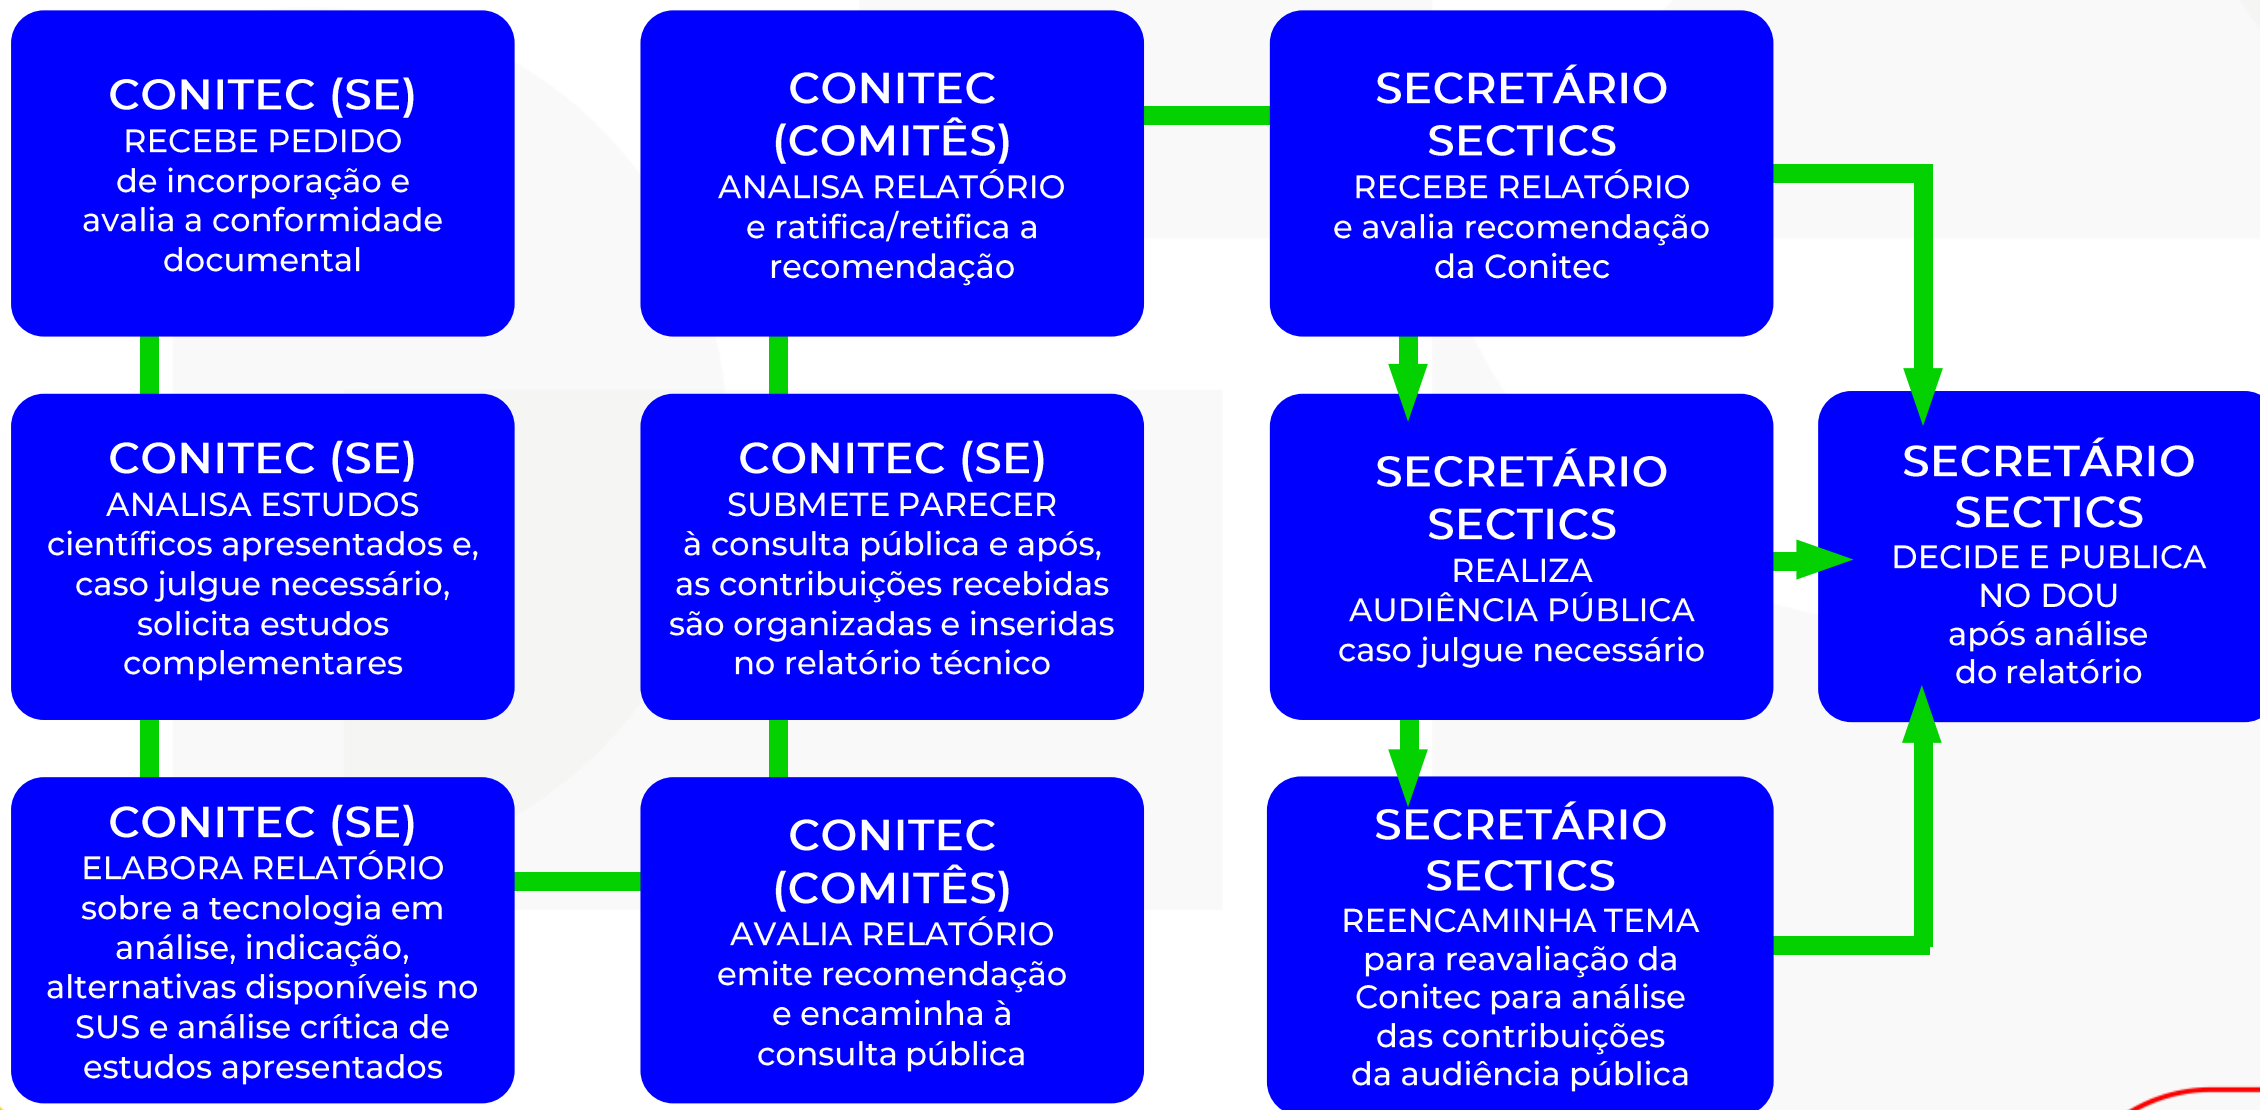 CONITEC (SE)
RECEBE PEDIDO
de incorporação e
avalia a conformidade
documental
CONITEC (SE)
ANALISA ESTUDOS
científicos apresentados e,
caso julgue necessário,
solicita estudos
complementares
CONITEC (SE)
ELABORA RELATÓRIO
sobre a tecnologia em
análise, indicação,
alternativas disponíveis no
SUS e análise crítica de
estudos apresentados
CONITEC
(COMITÊS)
AVALIA RELATÓRIO
emite recomendação
e encaminha à
consulta pública
CONITEC (SE)
SUBMETE PARECER
à consulta pública e após,
as contribuições recebidas
são organizadas e inseridas
no relatório técnico
CONITEC
(COMITÊS)
ANALISA RELATÓRIO
e ratifica/retifica a
recomendação
SECRETÁRIO
SECTICS
RECEBE RELATÓRIO
e avalia recomendação
da Conitec
SECRETÁRIO
SECTICS
REALIZA
AUDIÊNCIA PÚBLICA
caso julgue necessário
SECRETÁRIO
SECTICS
REENCAMINHA TEMA
para reavaliação da
Conitec para análise
das contribuições
da audiência pública
SECRETÁRIO
SECTICS
DECIDE E PUBLICA
NO DOU
após análise
do relatório